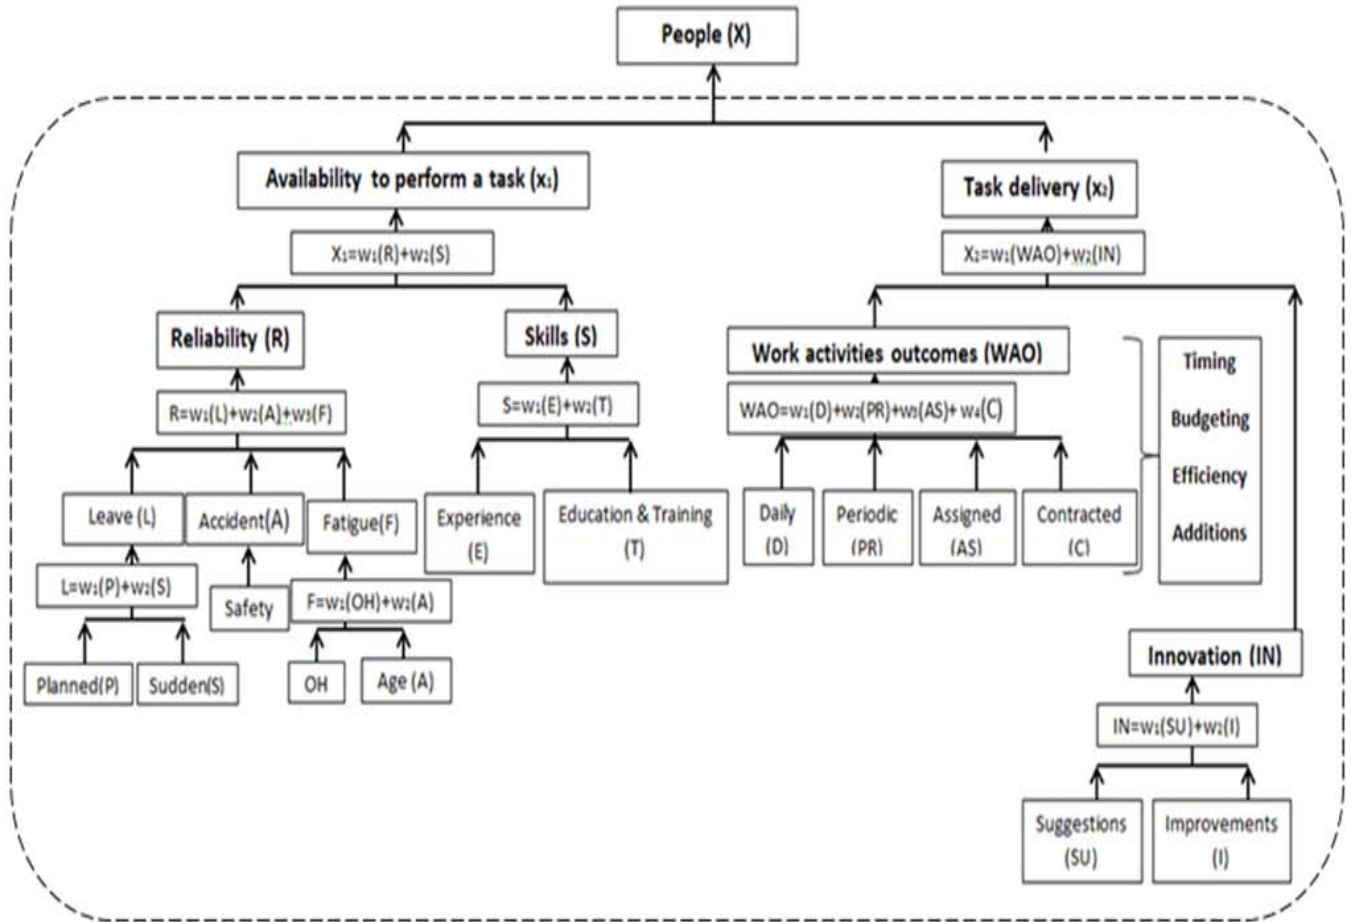 People (X)
Availability to perform a task (x₁)
Task delivery (x₂)
X₁=w₁(R)+w₂(S)
X₂=w₁(WAO)+w₂(IN)
Reliability (R)
Skills (S)
Work activities outcomes (WAO)
Timing
Budgeting
Efficiency
Additions
R=w₁(L)+w₂(A)+w₃(F)
S=w₁(E)+w₂(T)
WAO=w₁(D)+w₂(PR)+w₃(AS)+ w₄(C)
Leave (L)
Accident(A)
Fatigue(F)
Experience
(E)
Education & Training
(T)
Daily
(D)
Periodic
(PR)
Assigned
(AS)
Contracted
(C)
L=w₁(P)+w₂(S)
Safety
F=w₁(OH)+w₂(A)
Planned(P)
Sudden(S)
OH
Age (A)
Innovation (IN)
IN=w₁(SU)+w₂(I)
Suggestions
(SU)
Improvements
(I)